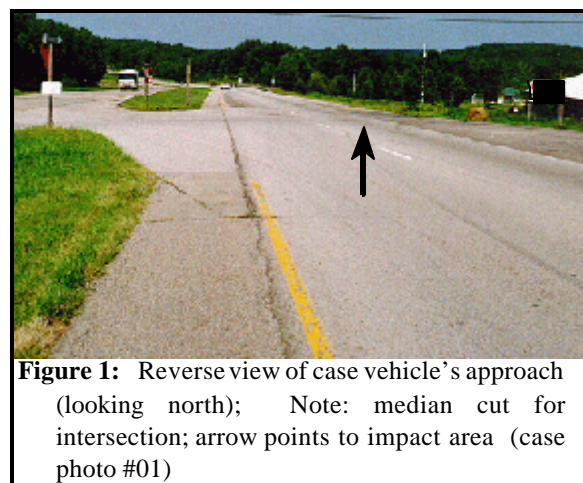 Figure 1: Reverse view of case vehicle's approach
(looking north); Note: median cut for
intersection; arrow points to impact area (case
photo #01)